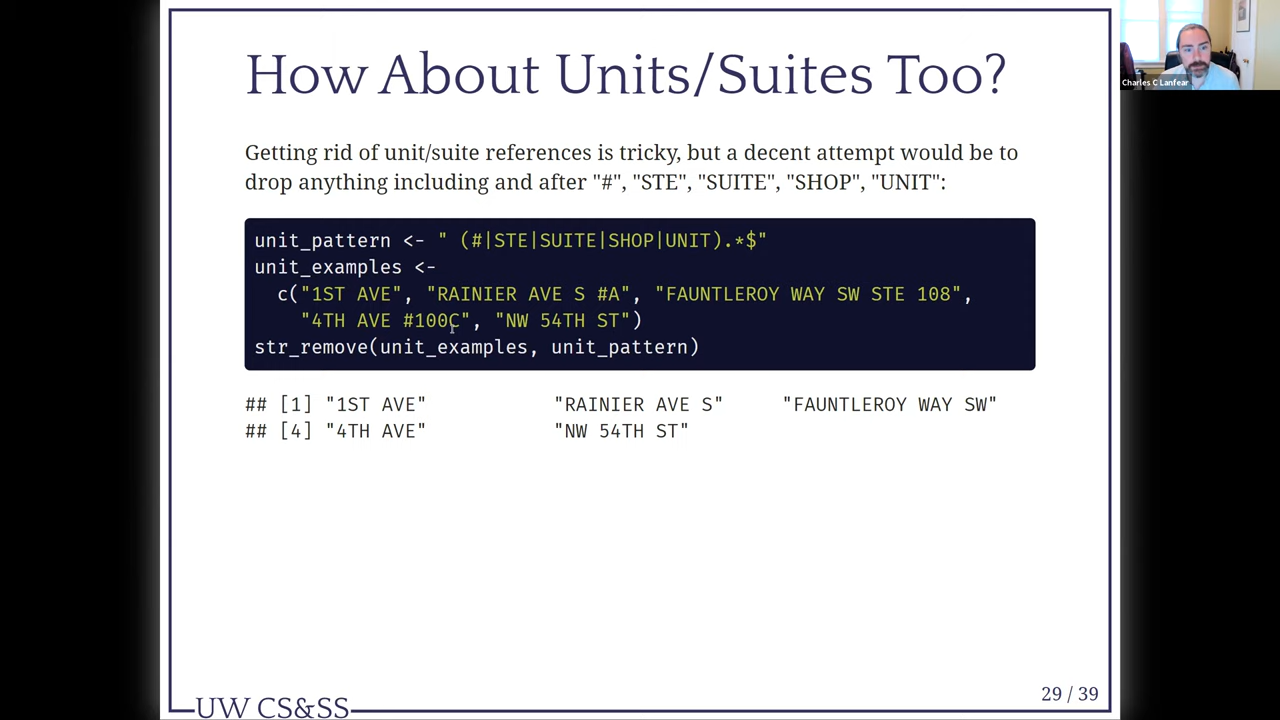 How About Units/Suites Too?
Getting rid of unit/suite references is tricky, but a decent attempt would be to
drop anything including and after "#", "STE", "SUITE", "SHOP", "UNIT":
unit_pattern <- " (#|STE|SUITE|SHOP|UNIT).*$"
unit_examples <-
  c("1ST AVE", "RAINIER AVE S #A", "FAUNTLEROY WAY SW STE 108",
    "4TH AVE #100C", "NW 54TH ST")
str_remove(unit_examples, unit_pattern)
## [1] "1ST AVE"           "RAINIER AVE S"     "FAUNTLEROY WAY SW"
## [4] "4TH AVE"           "NW 54TH ST"
29 / 39
UW CS&SS
Charles C Lanfear